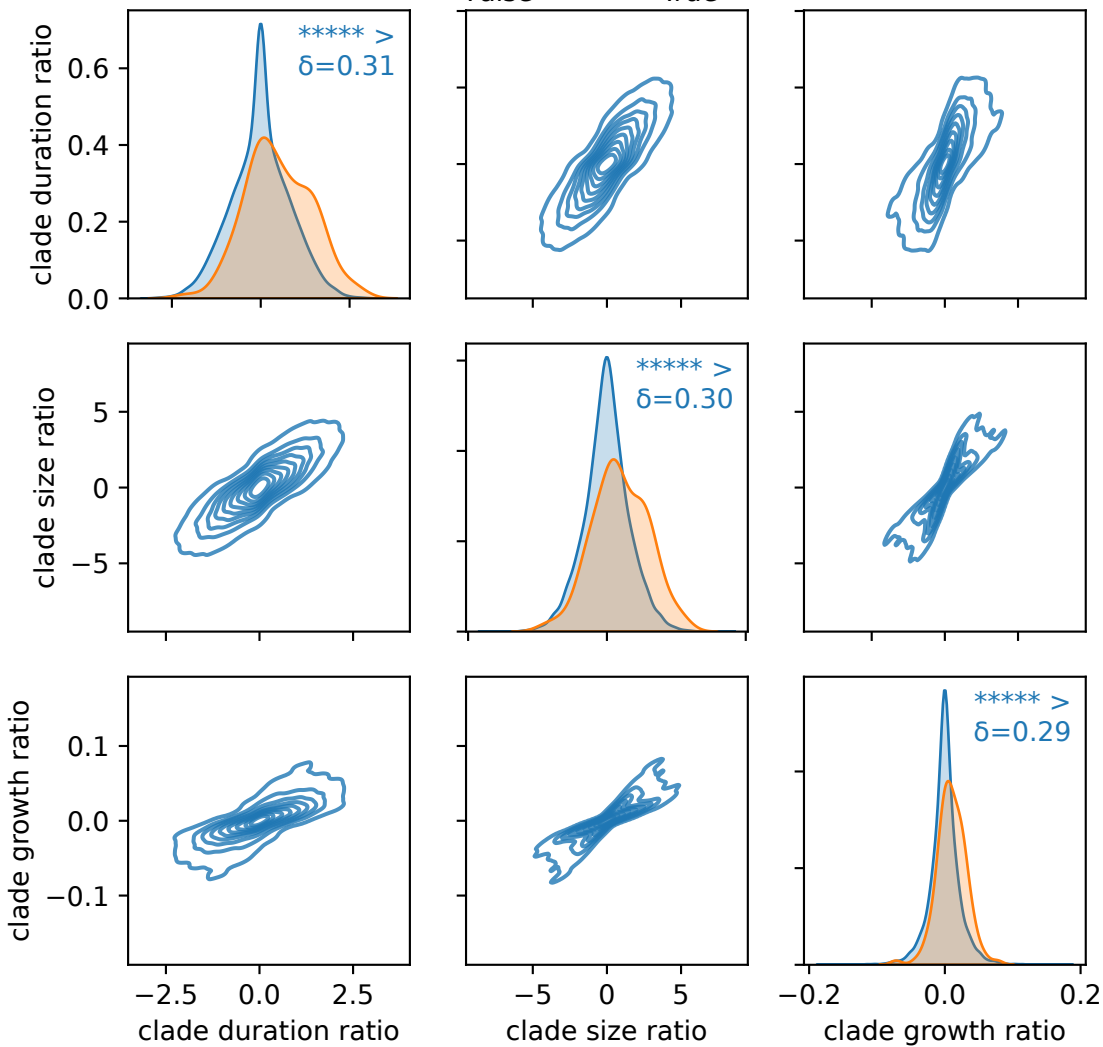 ***** >
δ=0.31
clade duration ratio
0.6
0.4
0.2
0.0
***** >
δ=0.30
clade size ratio
5
0
−5
***** >
δ=0.29
clade growth ratio
0.1
0.0
−0.1
−2.5 0.0 2.5
−5 0 5
−0.2 0.0 0.2
clade duration ratio
clade size ratio
clade growth ratio